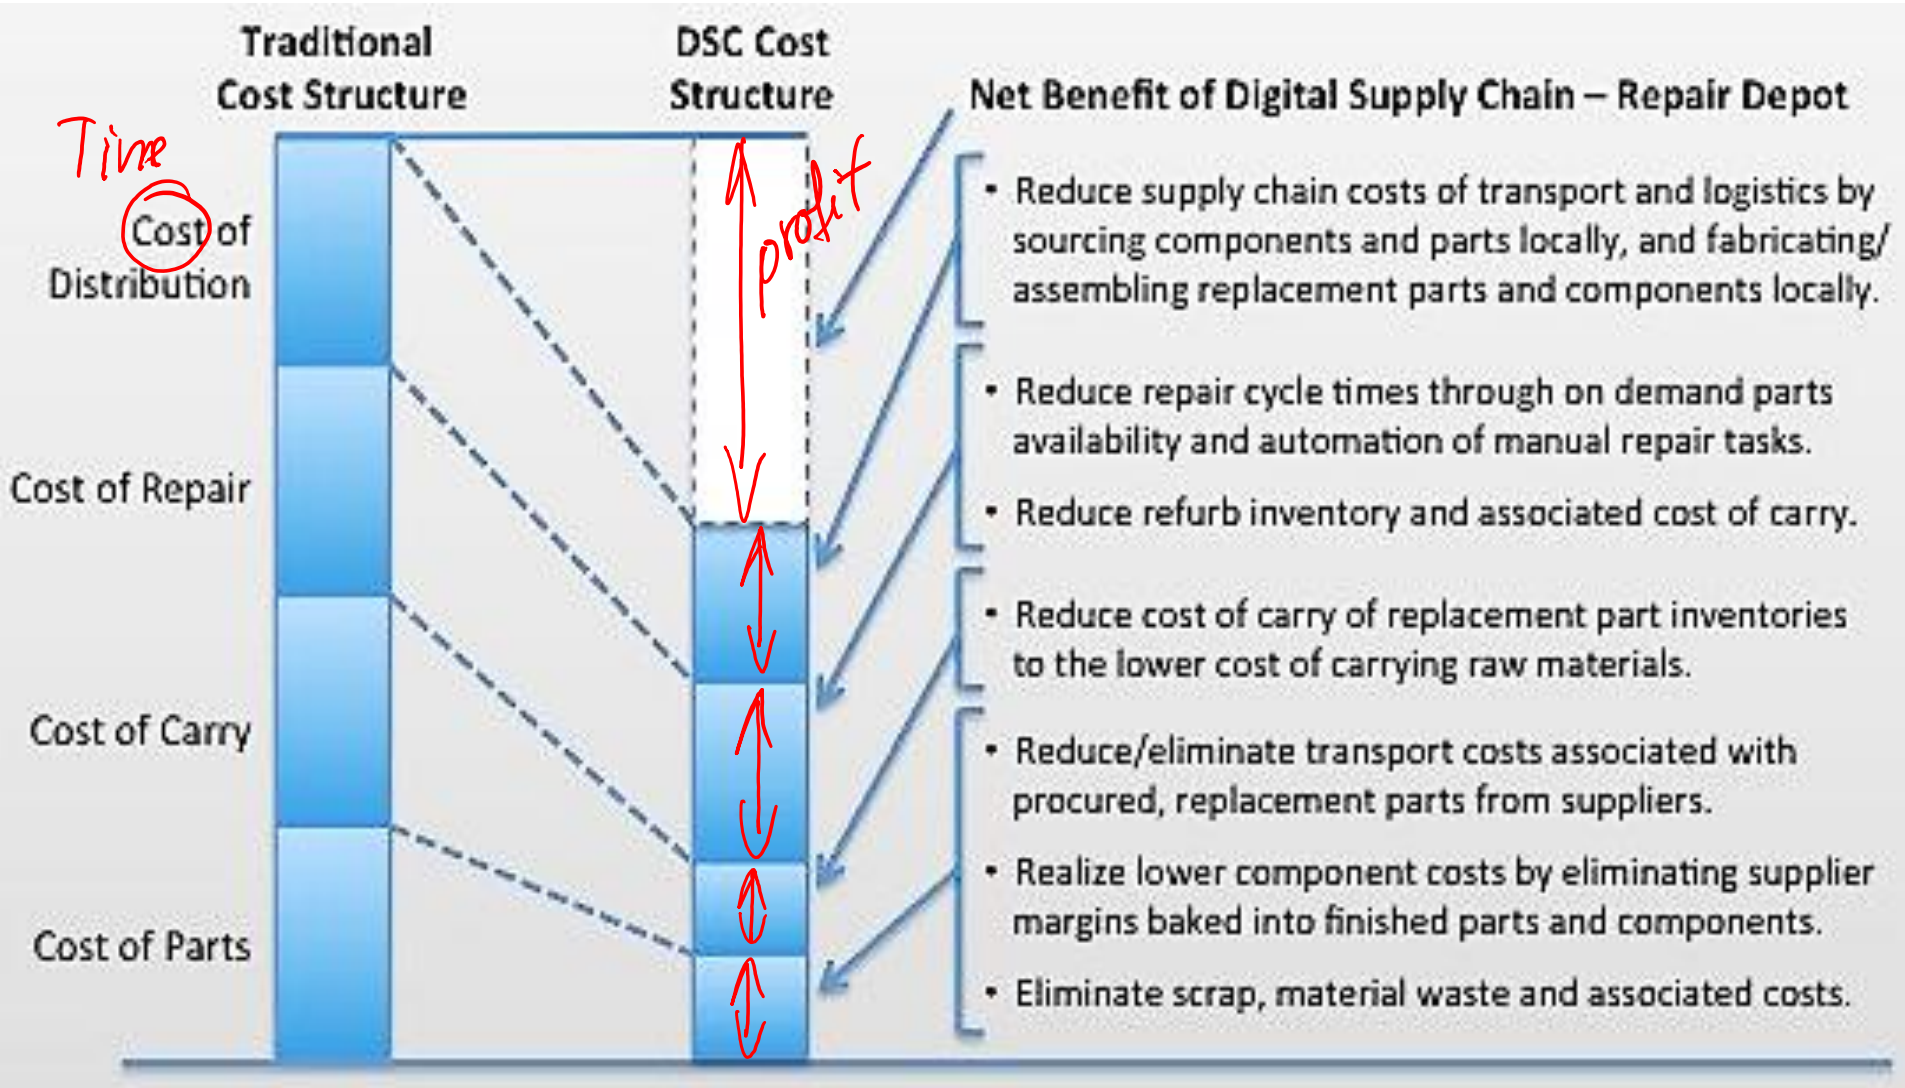 Traditional
Cost Structure
DSC Cost
Structure
Net Benefit of Digital Supply Chain – Repair Depot
Time
Cost of
Distribution
profit
Cost of Repair
Cost of Carry
Cost of Parts
• Reduce supply chain costs of transport and logistics by
sourcing components and parts locally, and fabricating/
assembling replacement parts and components locally.
• Reduce repair cycle times through on demand parts
availability and automation of manual repair tasks.
• Reduce refurb inventory and associated cost of carry.
• Reduce cost of carry of replacement part inventories
to the lower cost of carrying raw materials.
• Reduce/eliminate transport costs associated with
procured, replacement parts from suppliers.
• Realize lower component costs by eliminating supplier
margins baked into finished parts and components.
• Eliminate scrap, material waste and associated costs.